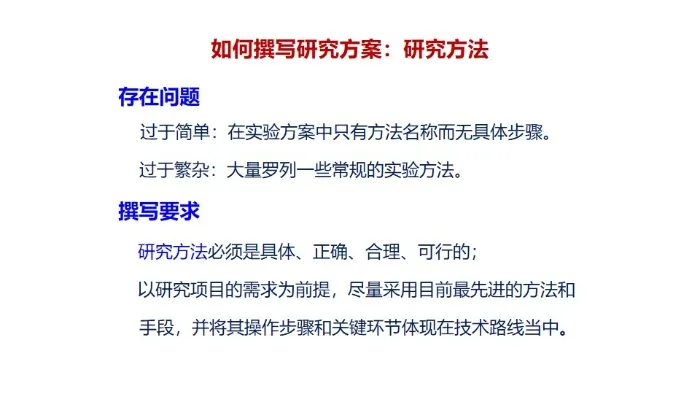 如何撰写研究方案：研究方法
存在问题
过于简单：在实验方案中只有方法名称而无具体步骤。
过于繁杂：大量罗列一些常规的实验方法。
撰写要求
研究方法必须是具体、正确、合理、可行的；
以研究项目的需求为前提，尽量采用目前最先进的方法和
手段，并将其操作步骤和关键环节体现在技术路线当中。